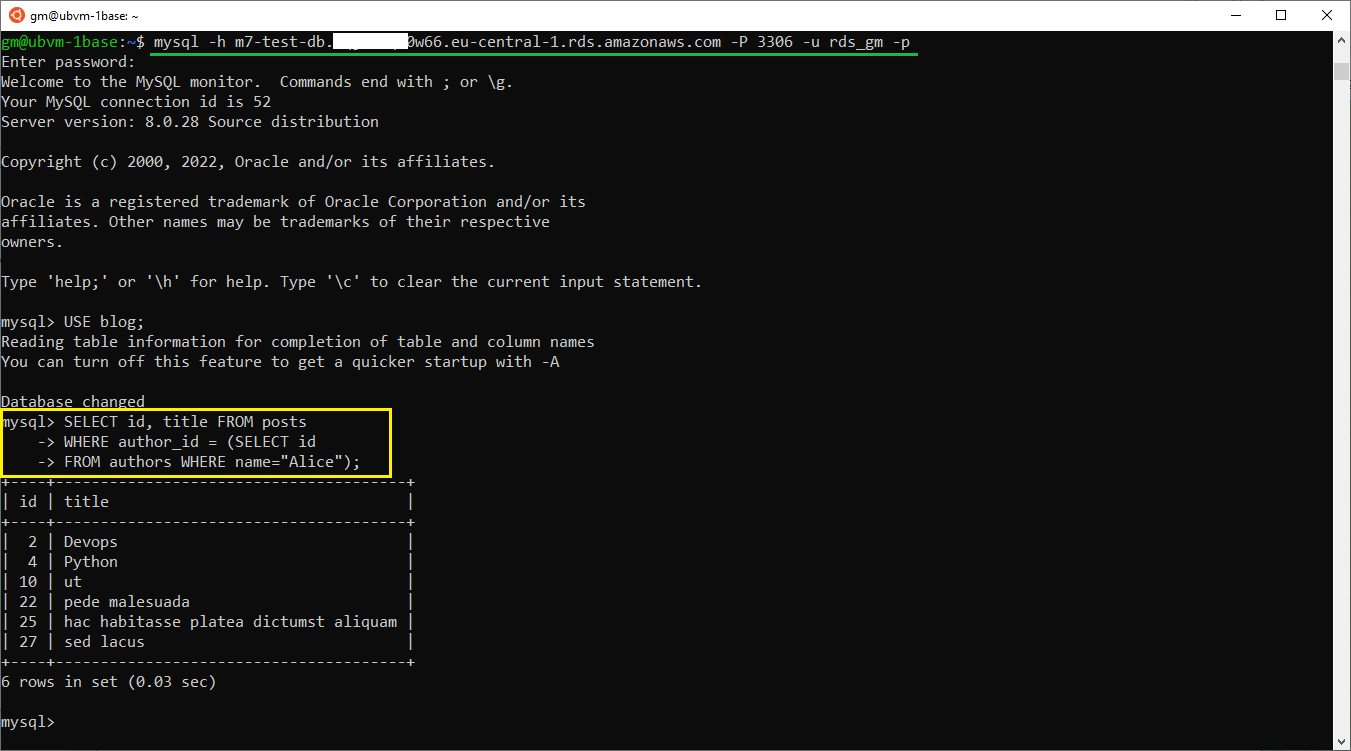 gm@ubvm-1base: ~
gm@ubvm-1base:~$ mysql -h m7-test-db. 0w66.eu-central-1.rds.amazonaws.com -P 3306 -u rds_gm -p
Enter password:
Welcome to the MySQL monitor.  Commands end with ; or \g.
Your MySQL connection id is 52
Server version: 8.0.28 Source distribution
Copyright (c) 2000, 2022, Oracle and/or its affiliates.
Oracle is a registered trademark of Oracle Corporation and/or its
affiliates. Other names may be trademarks of their respective
owners.
Type 'help;' or '\h' for help. Type '\c' to clear the current input statement.
mysql> USE blog;
Reading table information for completion of table and column names
You can turn off this feature to get a quicker startup with -A
Database changed
mysql> SELECT id, title FROM posts
    -> WHERE author_id = (SELECT id
    -> FROM authors WHERE name="Alice");
+----+---------------------------------------+
| id | title                                 |
+----+---------------------------------------+
|  2 | Devops                                |
|  4 | Python                                |
| 10 | ut                                    |
| 22 | pede malesuada                        |
| 25 | hac habitasse platea dictumst aliquam |
| 27 | sed lacus                             |
+----+---------------------------------------+
6 rows in set (0.03 sec)
mysql>